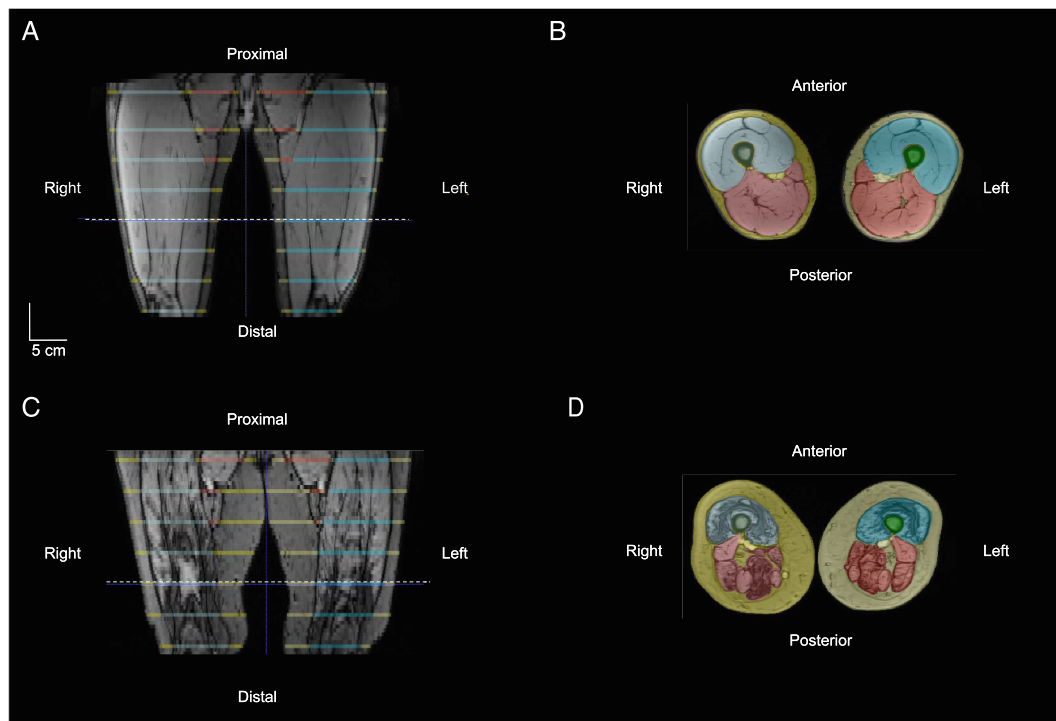 A
Proximal
Right
Left
Distal
5 cm
B
Anterior
Right
Left
Posterior
C
Proximal
Right
Left
Distal
D
Anterior
Right
Left
Posterior